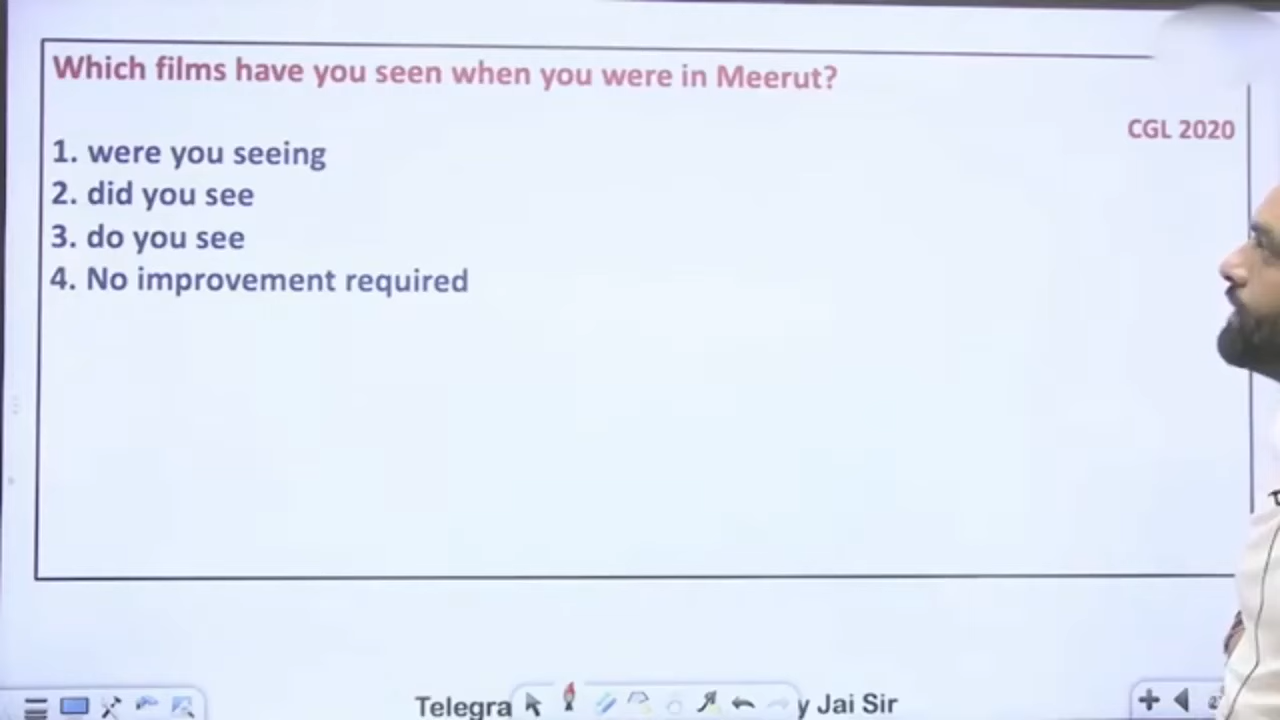 Which films have you seen when you were in Meerut?
CGL 2020
1. were you seeing
2. did you see
3. do you see
4. No improvement required
Telegra y Jai Sir